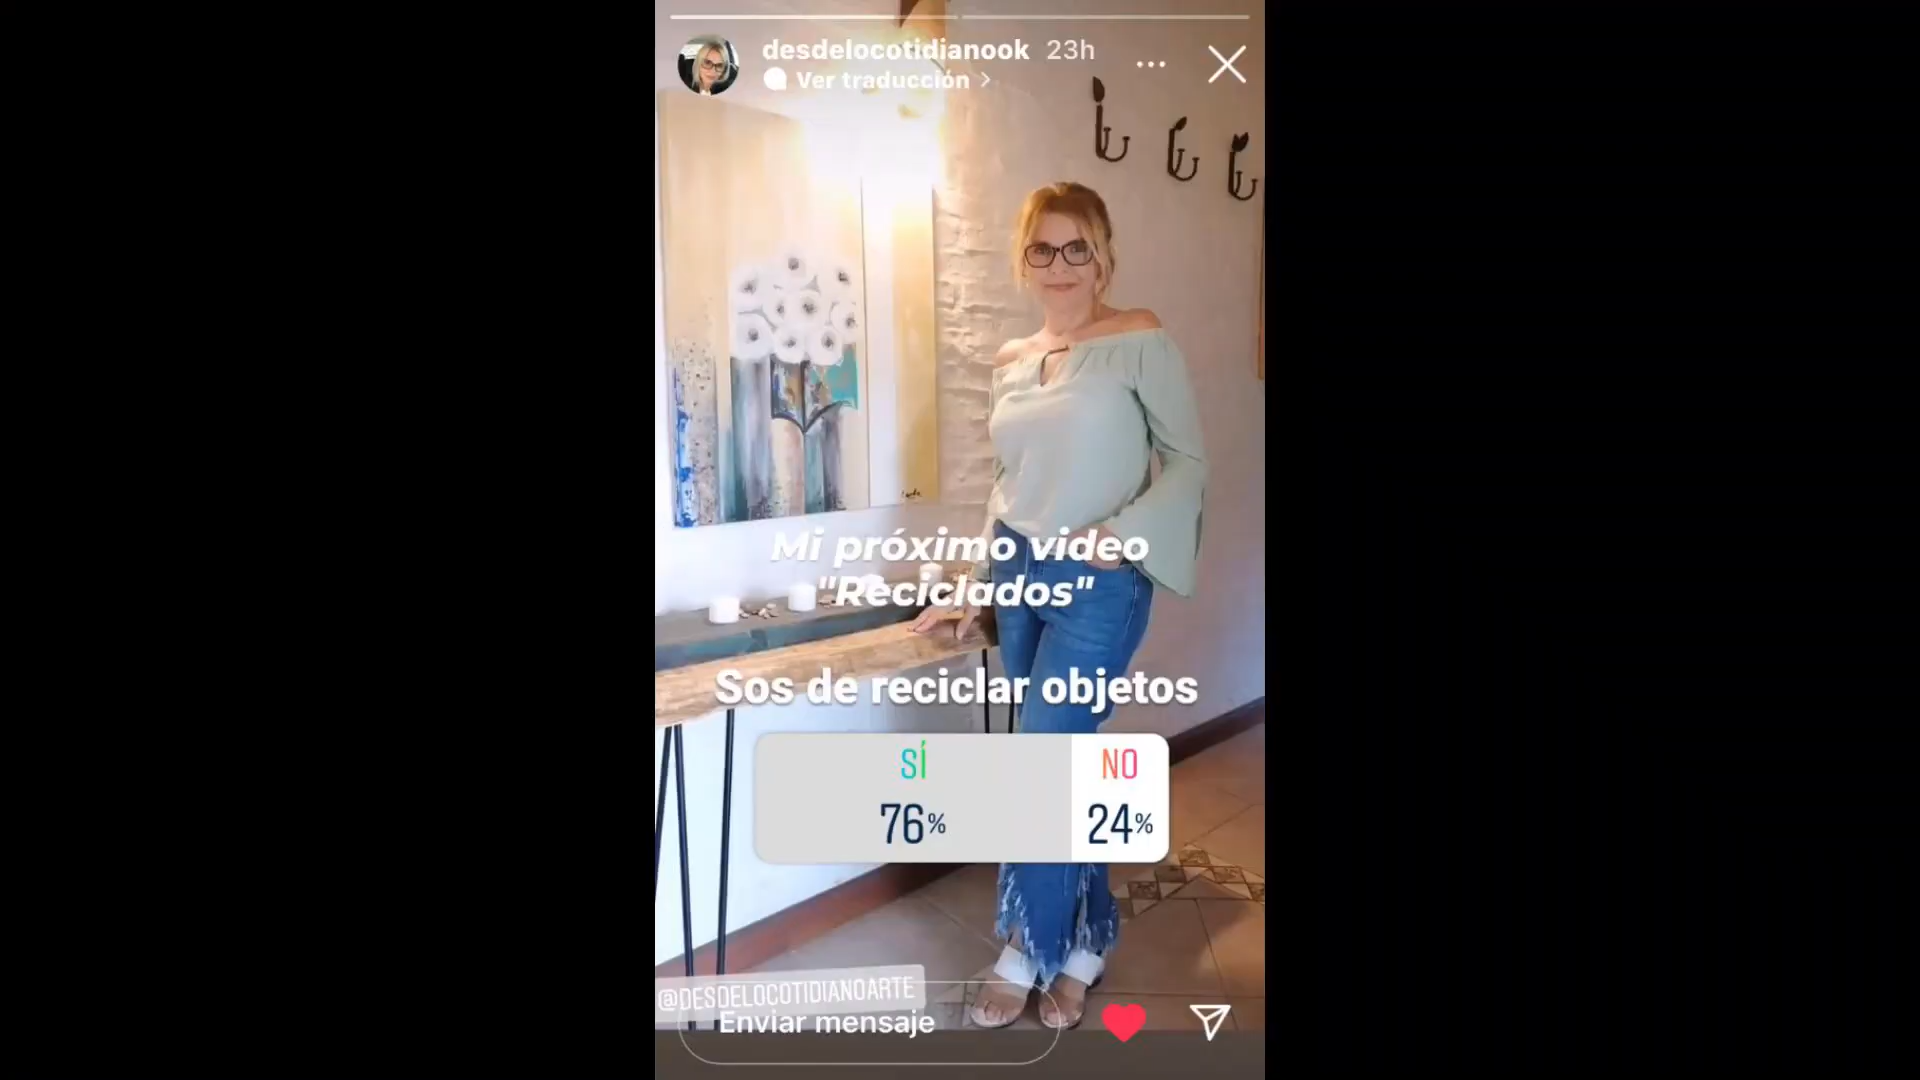 desdelocotidianook 23h
Ver traducción
Mi próximo video
"Reciclados"
Sos de reciclar objetos
SÍ NO
76% 24%
@DESDELOCOTIDIANOARTE
Enviar mensaje